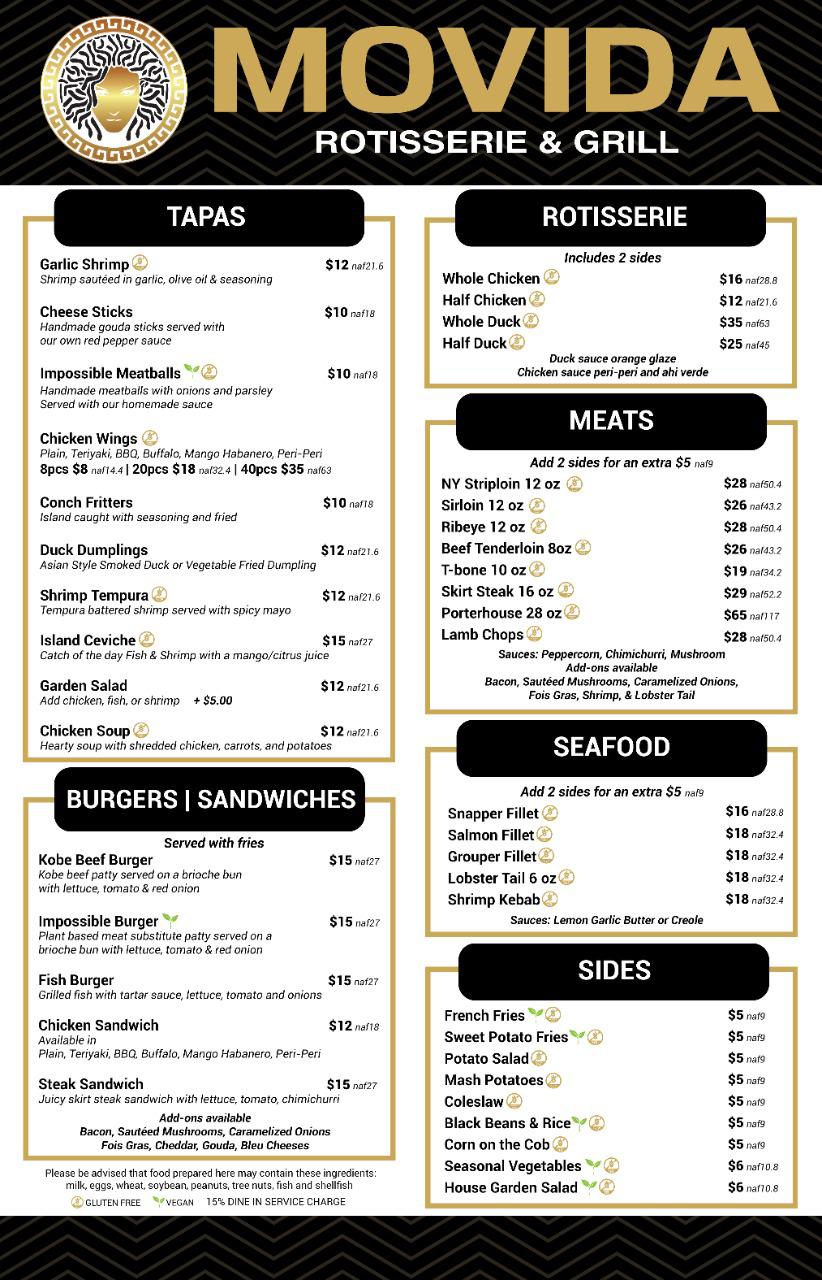 MOVIDA
ROTISSERIE & GRILL
TAPAS
Garlic Shrimp $12 naf21.6
Shrimp sautéed in garlic, olive oil & seasoning
Cheese Sticks $10 naf18
Handmade gouda sticks served with
our own red pepper sauce
Impossible Meatballs $10 naf18
Handmade meatballs with onions and parsley
Served with our homemade sauce
Chicken Wings
Plain, Teriyaki, BBQ, Buffalo, Mango Habanero, Peri-Peri
8pcs $8 naf14.4 | 20pcs $18 naf32.4 | 40pcs $35 naf63
Conch Fritters $10 naf18
Island caught with seasoning and fried
Duck Dumplings $12 naf21.6
Asian Style Smoked Duck or Vegetable Fried Dumpling
Shrimp Tempura $12 naf21.6
Tempura battered shrimp served with spicy mayo
Island Ceviche $15 naf27
Catch of the day Fish & Shrimp with a mango/citrus juice
Garden Salad $12 naf21.6
Add chicken, fish, or shrimp + $5.00
Chicken Soup $12 naf21.6
Hearty soup with shredded chicken, carrots, and potatoes
BURGERS | SANDWICHES
Served with fries
Kobe Beef Burger $15 naf27
Kobe beef patty served on a brioche bun
with lettuce, tomato & red onion
Impossible Burger $15 naf27
Plant based meat substitute patty served on a
brioche bun with lettuce, tomato & red onion
Fish Burger $15 naf27
Grilled fish with tartar sauce, lettuce, tomato and onions
Chicken Sandwich $12 naf18
Available in
Plain, Teriyaki, BBQ, Buffalo, Mango Habanero, Peri-Peri
Steak Sandwich $15 naf27
Juicy skirt steak sandwich with lettuce, tomato, chimichurri
Add-ons available
Bacon, Sautéed Mushrooms, Caramelized Onions
Fois Gras, Cheddar, Gouda, Bleu Cheeses
Please be advised that food prepared here may contain these ingredients:
milk, eggs, wheat, soybean, peanuts, tree nuts, fish and shellfish
GLUTEN FREE VEGAN 15% DINE IN SERVICE CHARGE
ROTISSERIE
Includes 2 sides
Whole Chicken $16 naf28.8
Half Chicken $12 naf21.6
Whole Duck $35 naf63
Half Duck $25 naf45
Duck sauce orange glaze
Chicken sauce peri-peri and ahi verde
MEATS
Add 2 sides for an extra $5 naf9
NY Striploin 12 oz $28 naf50.4
Sirloin 12 oz $26 naf43.2
Ribeye 12 oz $28 naf50.4
Beef Tenderloin 8oz $26 naf43.2
T-bone 10 oz $19 naf34.2
Skirt Steak 16 oz $29 naf52.2
Porterhouse 28 oz $65 naf117
Lamb Chops $28 naf50.4
Sauces: Peppercorn, Chimichurri, Mushroom
Add-ons available
Bacon, Sautéed Mushrooms, Caramelized Onions,
Fois Gras, Shrimp, & Lobster Tail
SEAFOOD
Add 2 sides for an extra $5 naf9
Snapper Fillet $16 naf28.8
Salmon Fillet $18 naf32.4
Grouper Fillet $18 naf32.4
Lobster Tail 6 oz $18 naf32.4
Shrimp Kebab $18 naf32.4
Sauces: Lemon Garlic Butter or Creole
SIDES
French Fries $5 naf9
Sweet Potato Fries $5 naf9
Potato Salad $5 naf9
Mash Potatoes $5 naf9
Coleslaw $5 naf9
Black Beans & Rice $5 naf9
Corn on the Cob $5 naf9
Seasonal Vegetables $6 naf10.8
House Garden Salad $6 naf10.8